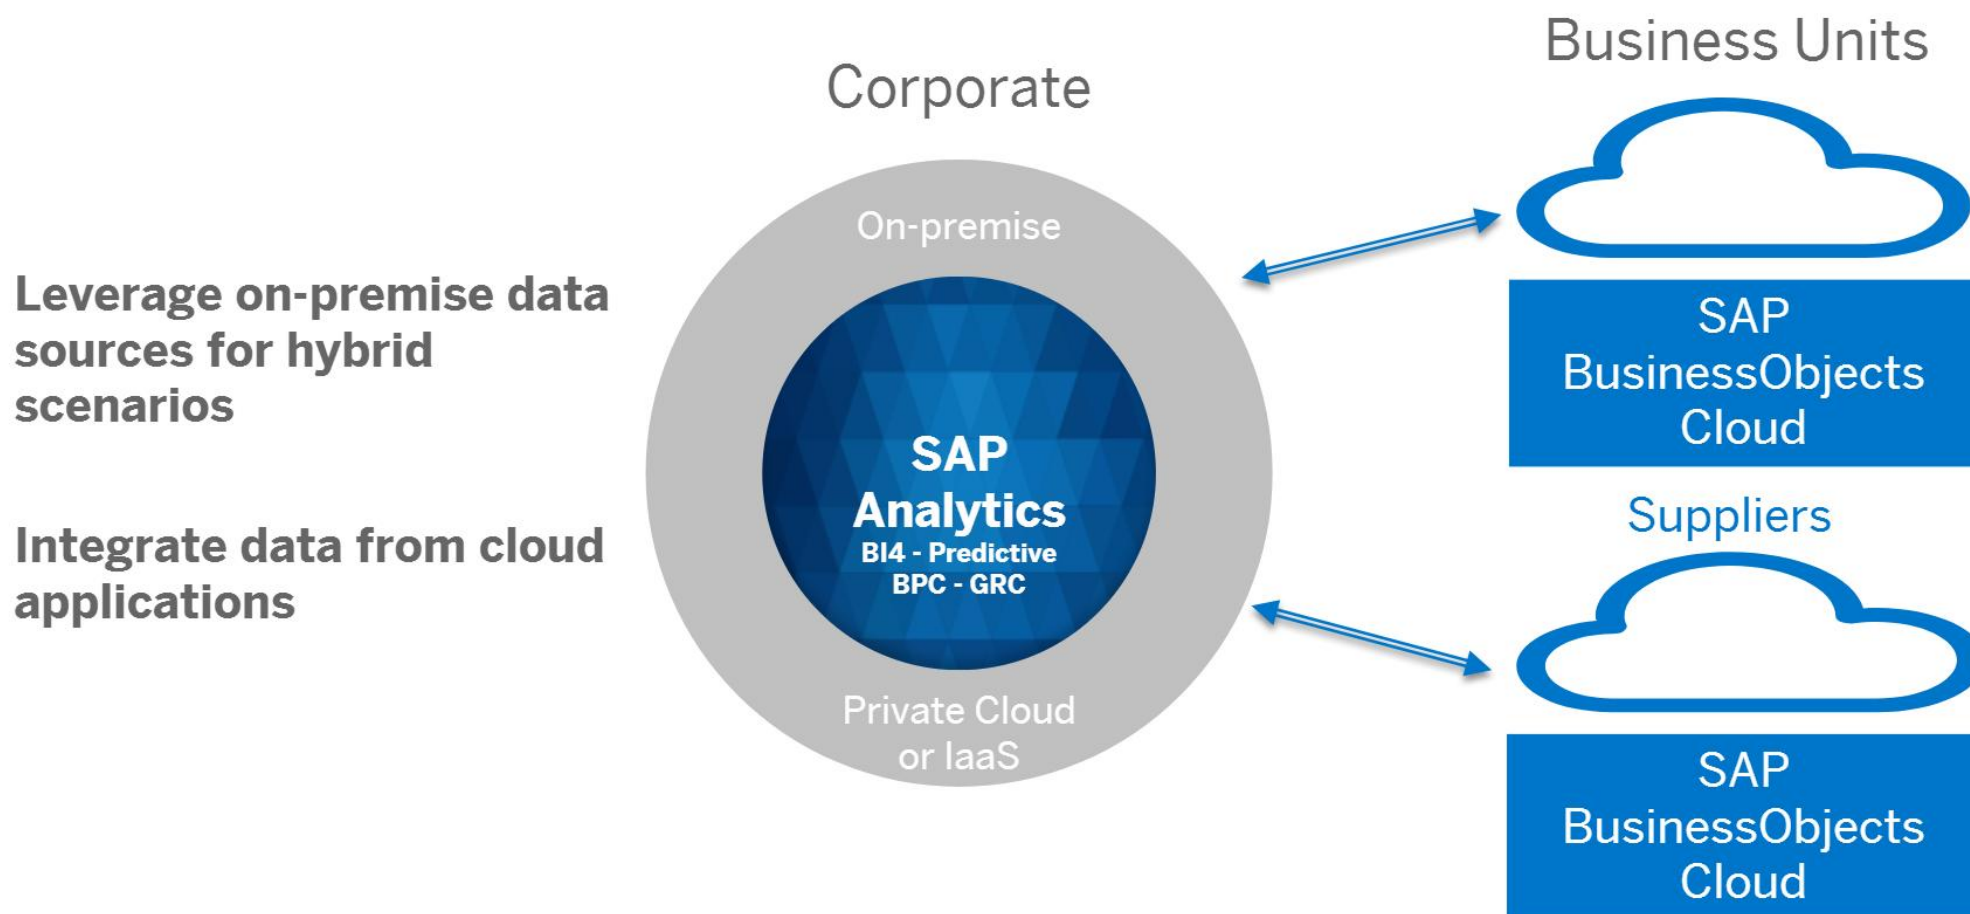 Leverage on-premise data
sources for hybrid
scenarios
Integrate data from cloud
applications
Corporate
On-premise
SAP
Analytics
BI4 - Predictive
BPC - GRC
Private Cloud
or IaaS
Business Units
SAP
BusinessObjects
Cloud
Suppliers
SAP
BusinessObjects
Cloud